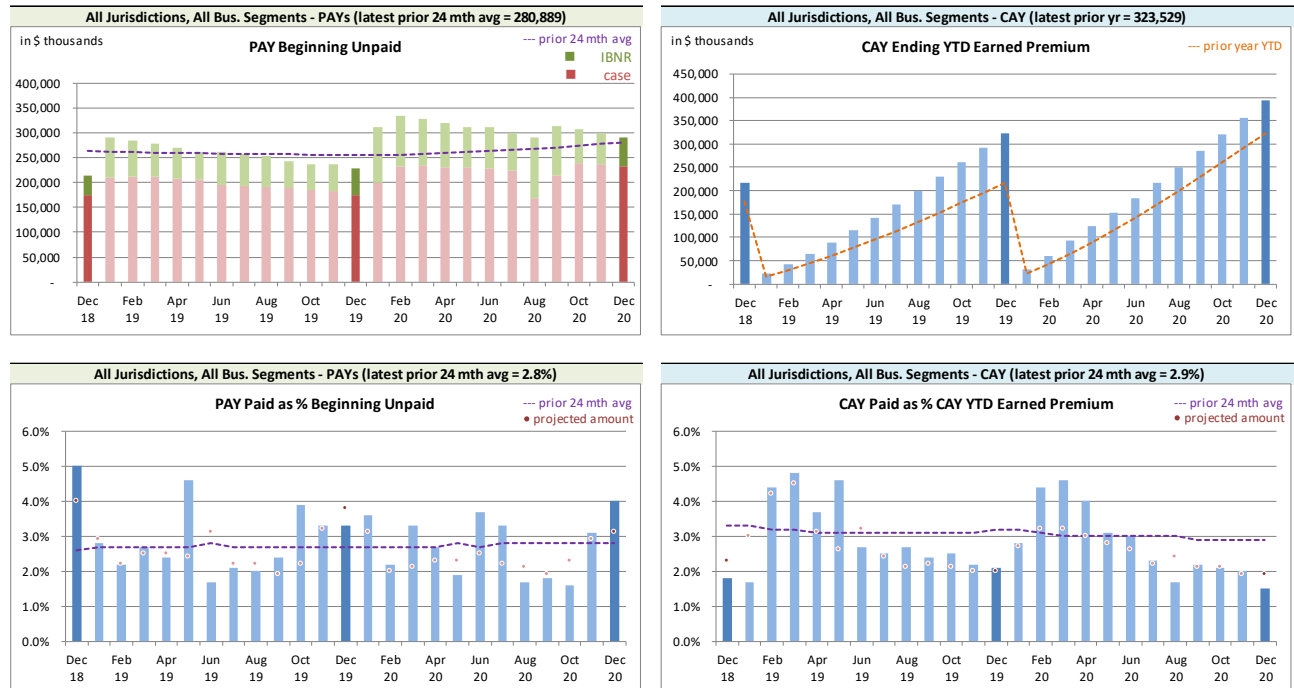 All Jurisdictions, All Bus. Segments - PAYs (latest prior 24 mth avg = 280,889)
in $ thousands
PAY Beginning Unpaid
--- prior 24 mth avg
IBNR
case
400,000
350,000
300,000
250,000
200,000
150,000
100,000
50,000
-
Dec Feb Apr Jun Aug Oct Dec Feb Apr Jun Aug Oct Dec
18 19 19 19 19 19 19 20 20 20 20 20 20
All Jurisdictions, All Bus. Segments - CAY (latest prior yr = 323,529)
in $ thousands
CAY Ending YTD Earned Premium
--- prior year YTD
450,000
400,000
350,000
300,000
250,000
200,000
150,000
100,000
50,000
-
Dec Feb Apr Jun Aug Oct Dec Feb Apr Jun Aug Oct Dec
18 19 19 19 19 19 19 20 20 20 20 20 20
All Jurisdictions, All Bus. Segments - PAYs (latest prior 24 mth avg = 2.8%)
PAY Paid as % Beginning Unpaid
--- prior 24 mth avg
• projected amount
6.0%
5.0%
4.0%
3.0%
2.0%
1.0%
0.0%
Dec Feb Apr Jun Aug Oct Dec Feb Apr Jun Aug Oct Dec
18 19 19 19 19 19 19 20 20 20 20 20 20
All Jurisdictions, All Bus. Segments - CAY (latest prior 24 mth avg = 2.9%)
CAY Paid as % CAY YTD Earned Premium
--- prior 24 mth avg
• projected amount
6.0%
5.0%
4.0%
3.0%
2.0%
1.0%
0.0%
Dec Feb Apr Jun Aug Oct Dec Feb Apr Jun Aug Oct Dec
18 19 19 19 19 19 19 20 20 20 20 20 20